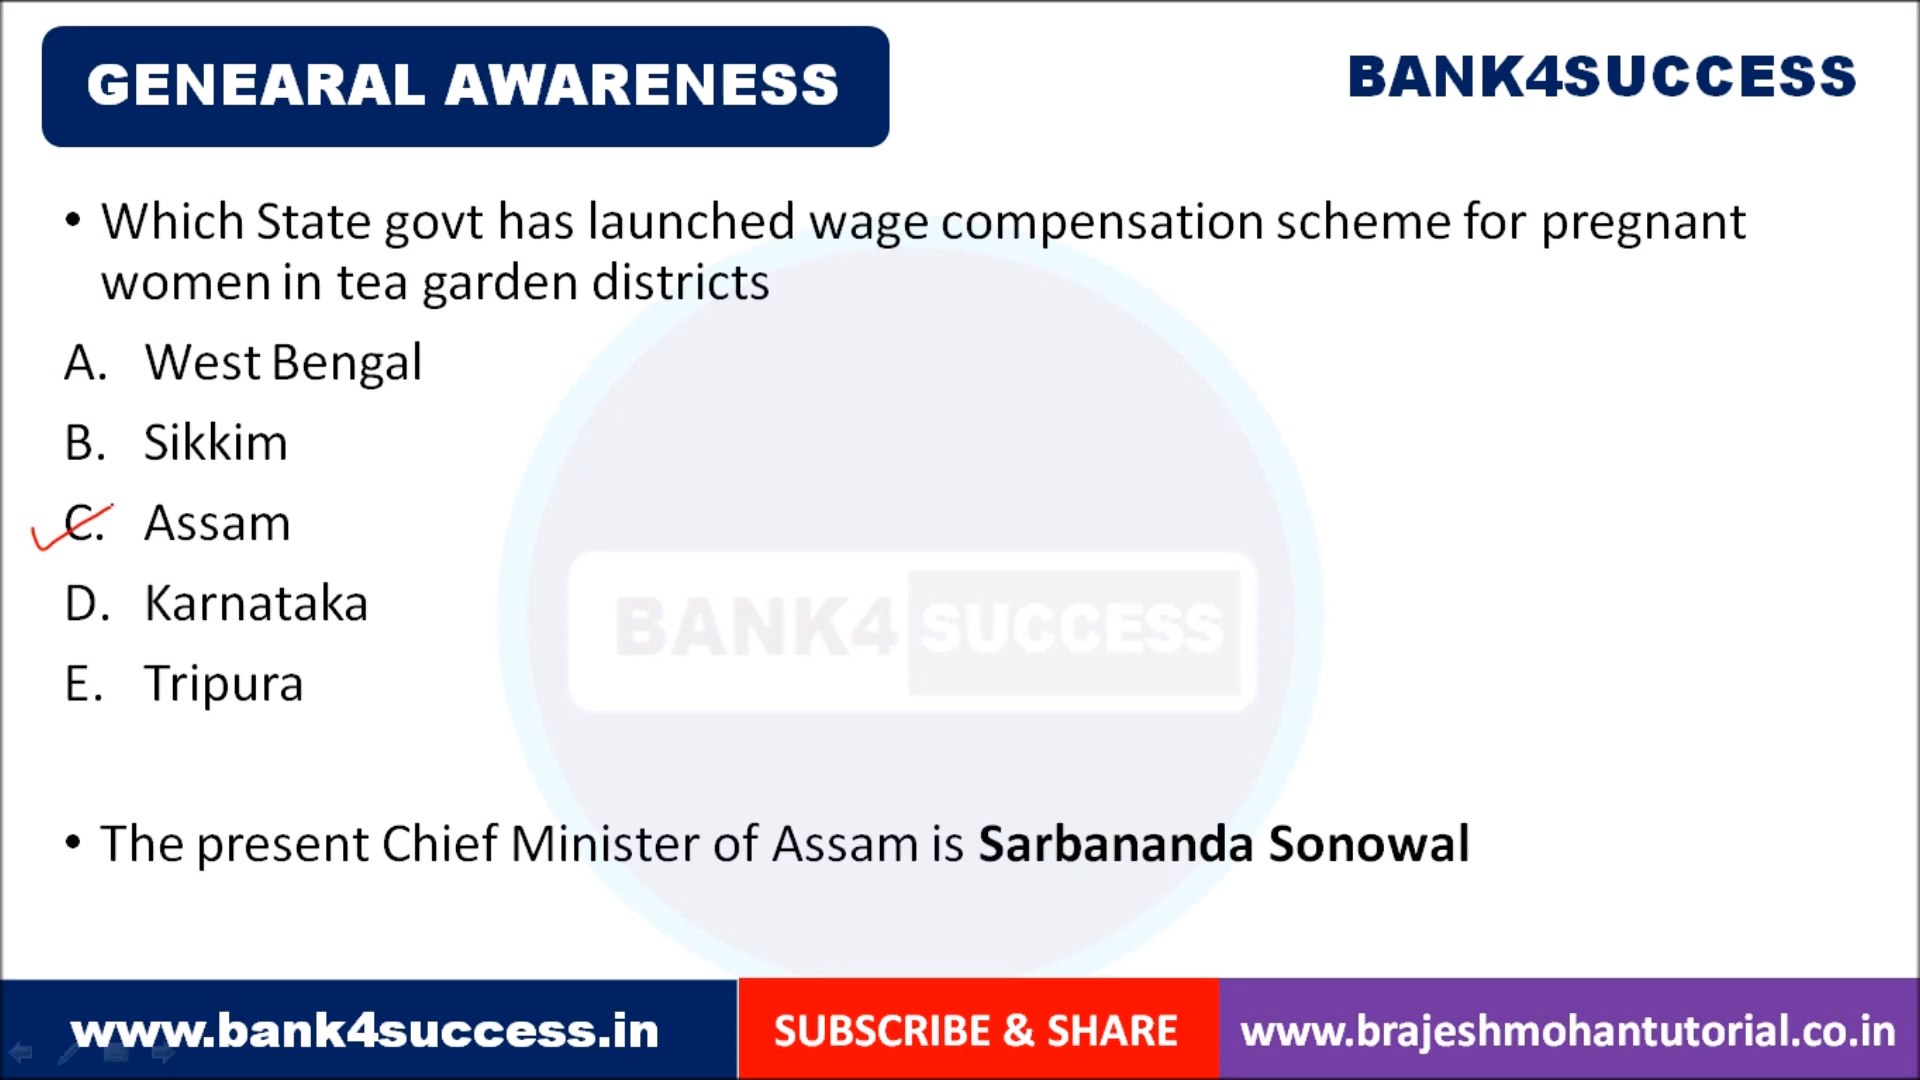 GENEARAL AWARENESS
BANK4SUCCESS
• Which State govt has launched wage compensation scheme for pregnant
women in tea garden districts
A. West Bengal
B. Sikkim
C. Assam
D. Karnataka
E. Tripura
BANK4 SUCCESS
• The present Chief Minister of Assam is Sarbananda Sonowal
www.bank4success.in
SUBSCRIBE & SHARE
www.brajeshmohantutorial.co.in